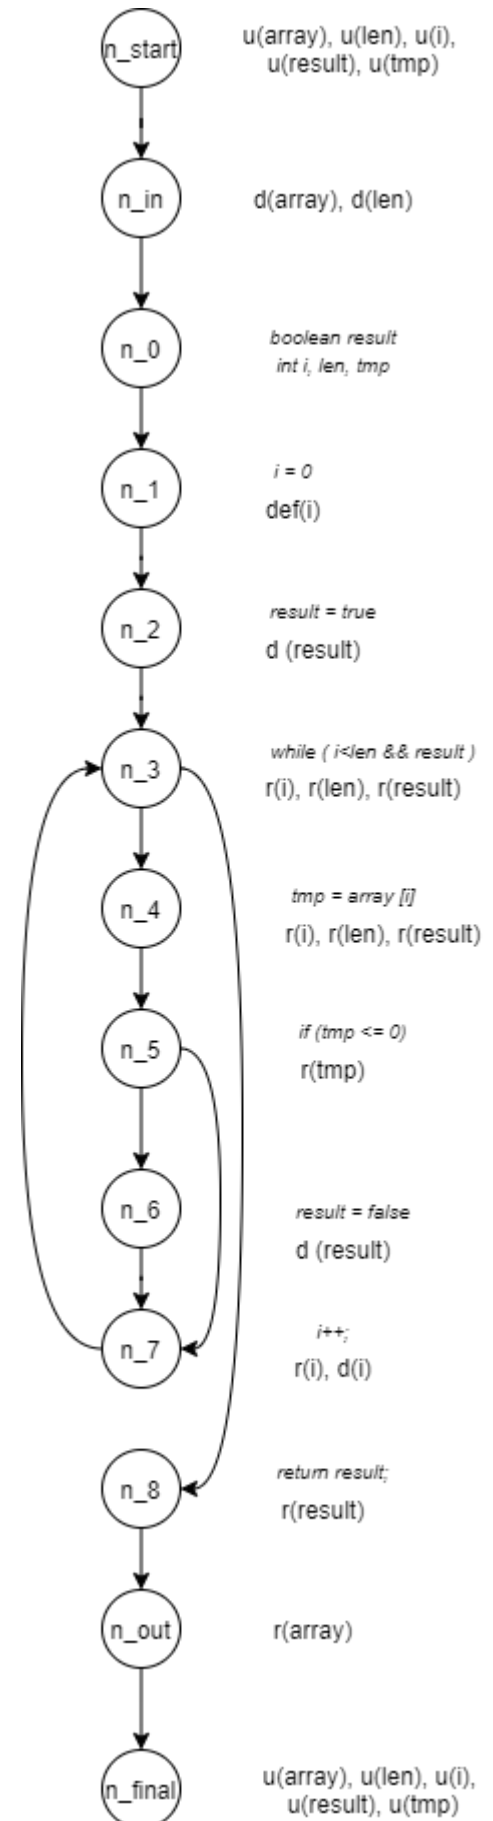 n_start
u(array), u(len), u(i),
u(result), u(tmp)
n_in
d(array), d(len)
n_0
boolean result
int i, len, tmp
n_1
i = 0
def(i)
n_2
result = true
d (result)
n_3
while ( i<len && result )
r(i), r(len), r(result)
n_4
tmp = array [i]
r(i), r(len), r(result)
n_5
if (tmp <= 0)
r(tmp)
n_6
result = false
d (result)
n_7
i++;
r(i), d(i)
n_8
return result;
r(result)
n_out
r(array)
n_final
u(array), u(len), u(i),
u(result), u(tmp)